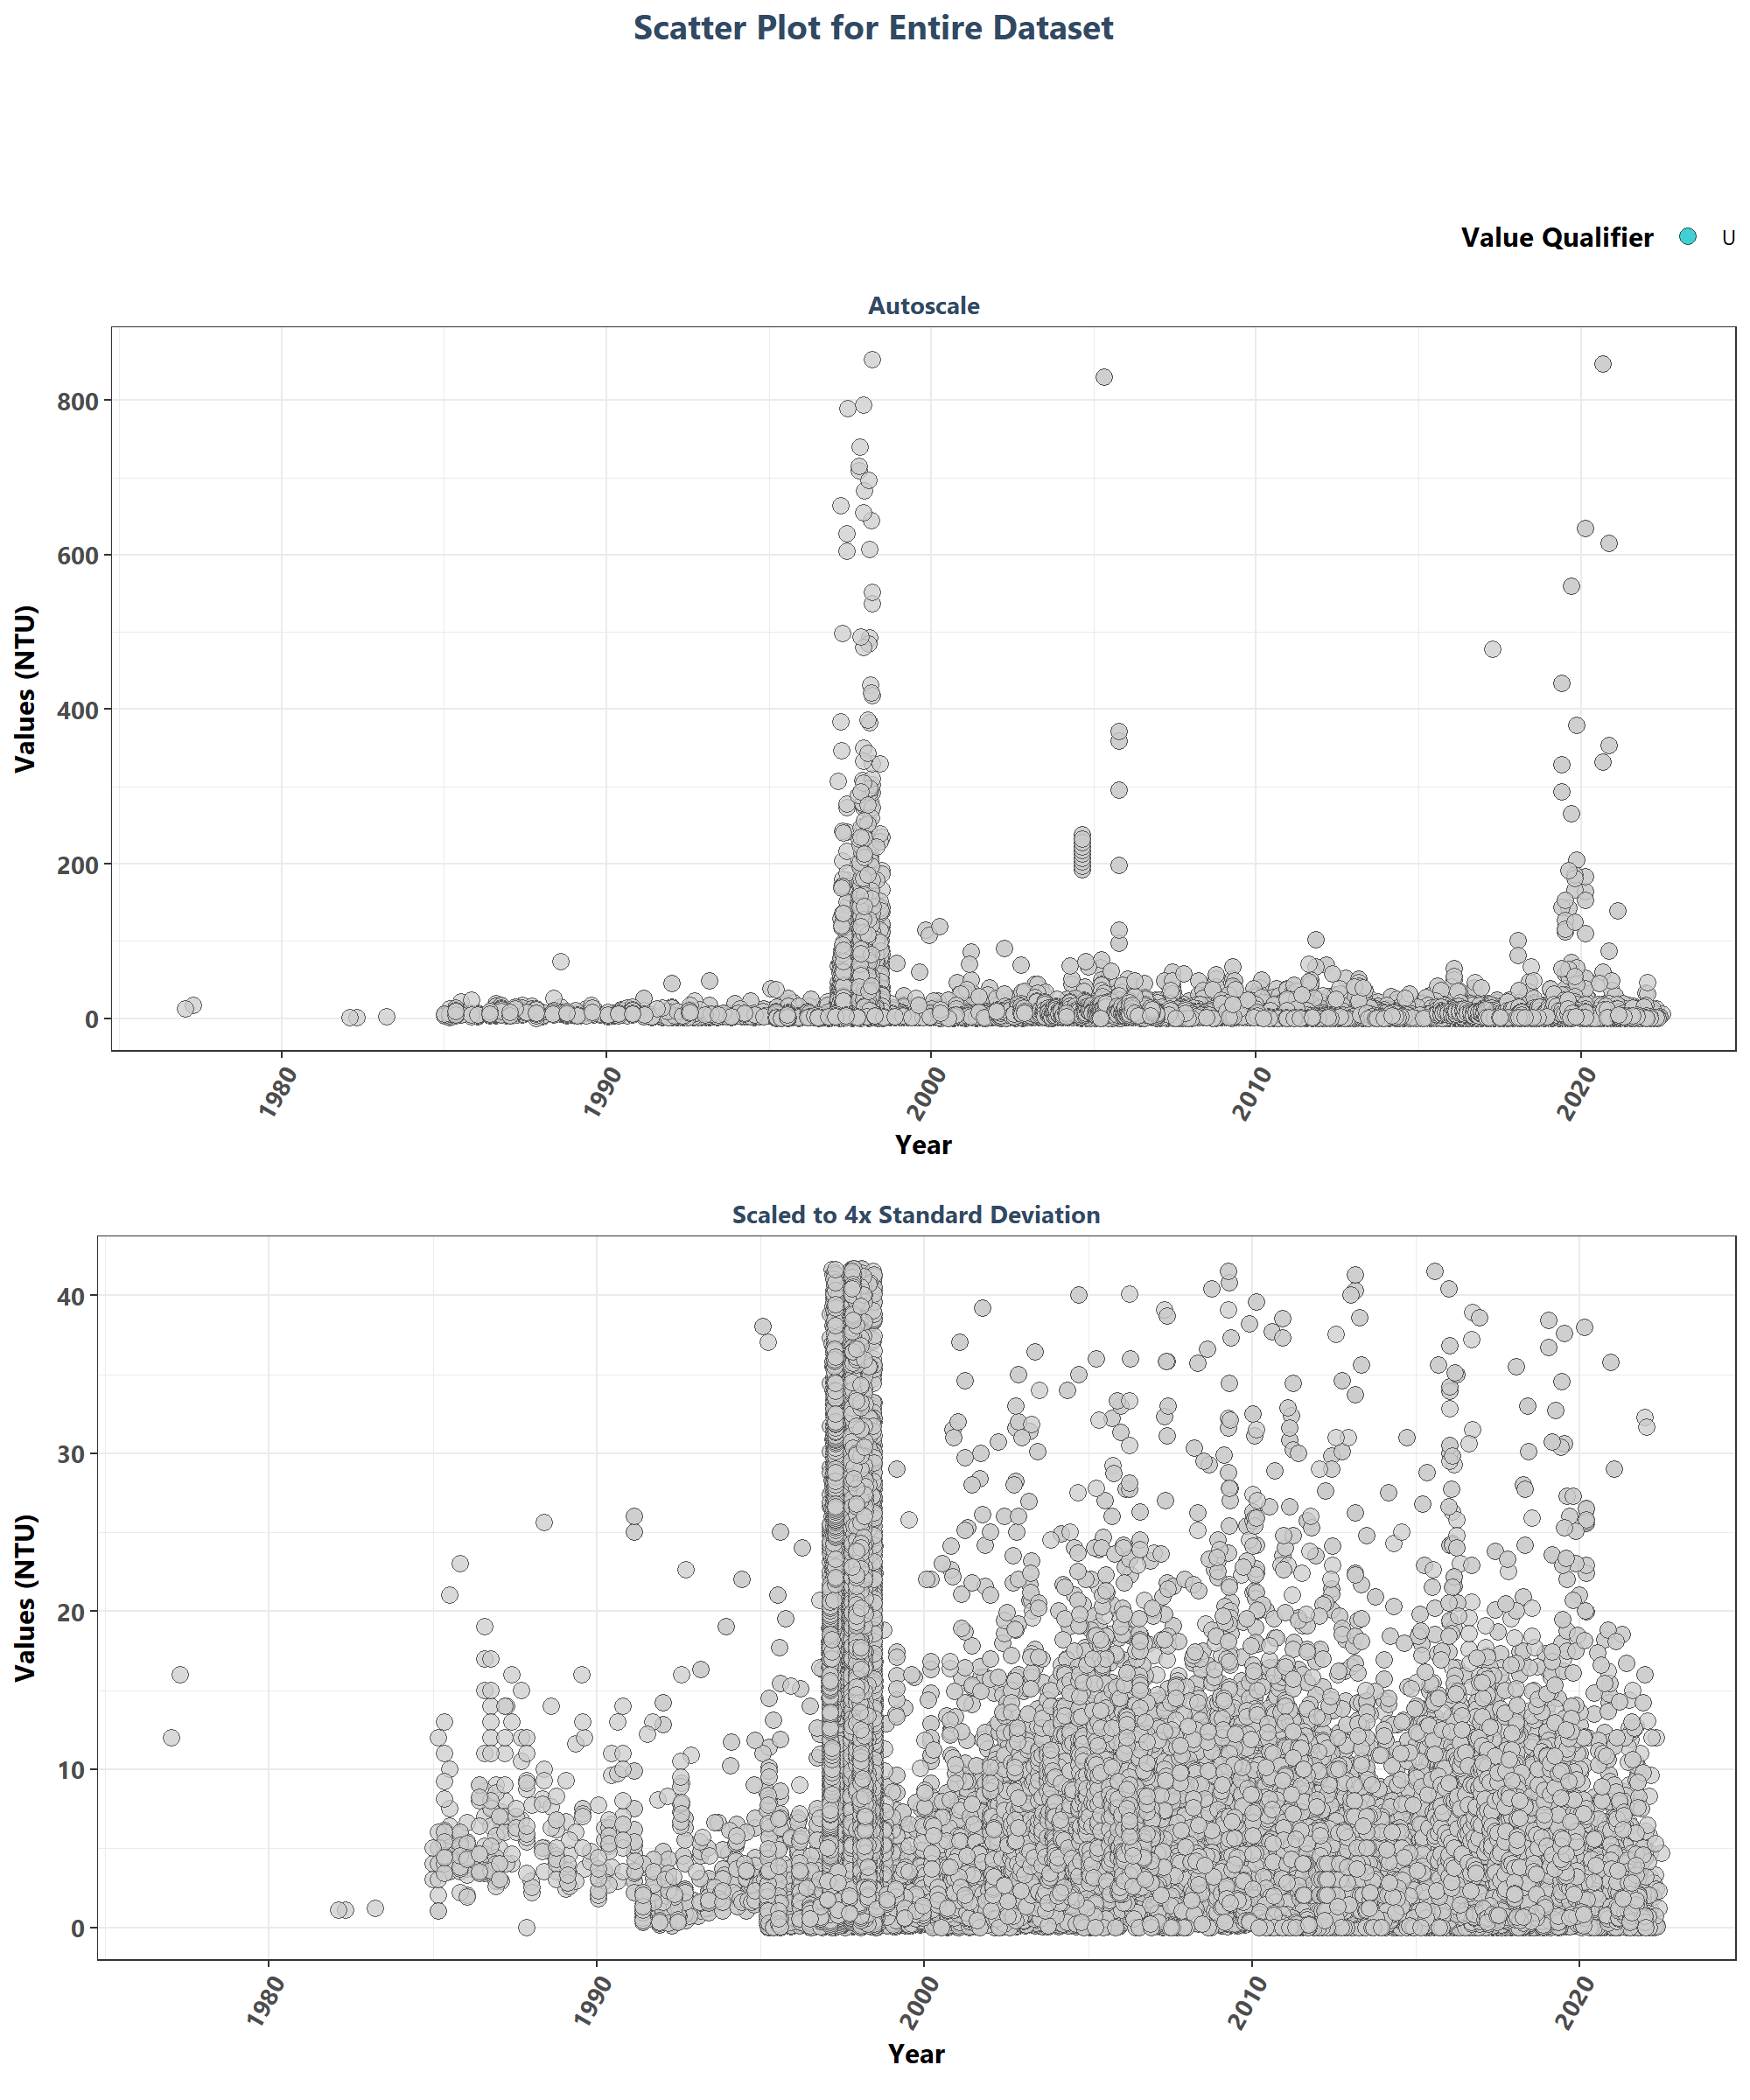 Scatter Plot for Entire Dataset
Value Qualifier U
Autoscale
Values (NTU)
800
600
400
200
0
1980 1990 2000 2010 2020
Year
Scaled to 4x Standard Deviation
Values (NTU)
40
30
20
10
0
1980 1990 2000 2010 2020
Year